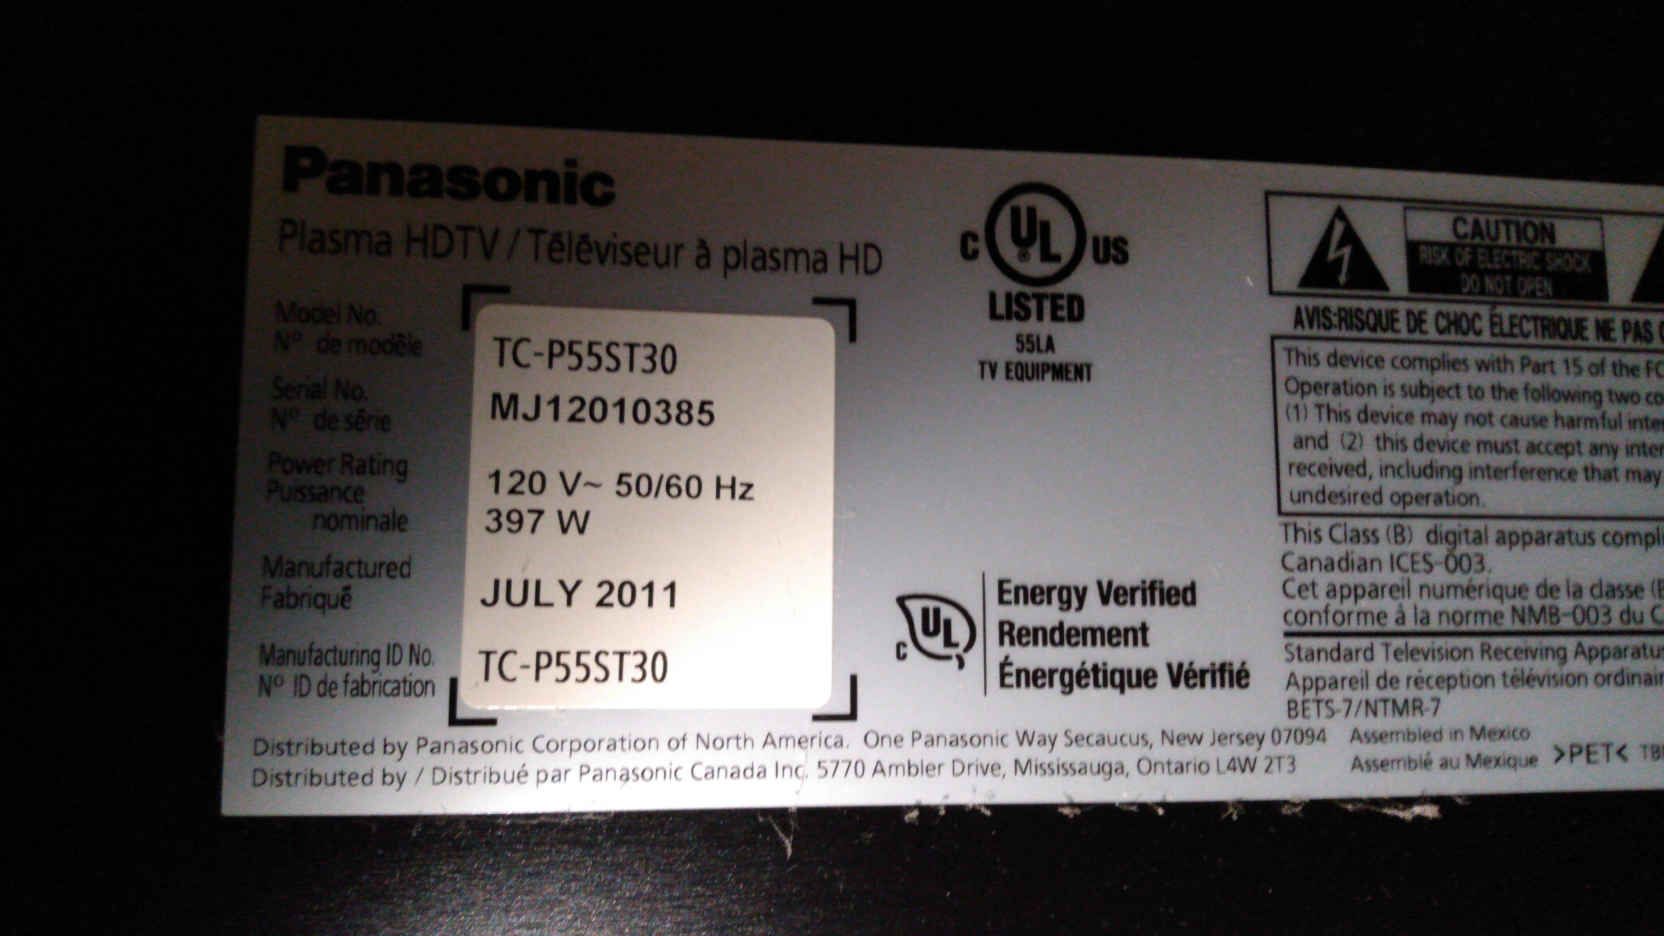 Panasonic
Plasma HDTV / Téléviseur à plasma HD
Model No.
N° de modèle
TC-P55ST30
Serial No.
N° de série
MJ12010385
Power Rating
Puissance
nominale
120 V~ 50/60 Hz
397 W
Manufactured
Fabriqué
JULY 2011
Manufacturing ID No.
N° ID de fabrication
TC-P55ST30
C UL ® US
LISTED
55LA
TV EQUIPMENT
C UL
Energy Verified
Rendement
Énergétique Vérifié
CAUTION
RISK OF ELECTRIC SHOCK
DO NOT OPEN
AVIS:RISQUE DE CHOC ÉLECTRIQUE NE PAS
This device complies with Part 15 of the FC
Operation is subject to the following two co
(1) This device may not cause harmful inter
and (2) this device must accept any inter
received, including interference that may
undesired operation.
This Class (B) digital apparatus compli
Canadian ICES-003.
Cet appareil numérique de la classe (B
conforme à la norme NMB-003 du C
Standard Television Receiving Apparatus
Appareil de réception télévision ordinair
BETS-7/NTMR-7
Distributed by Panasonic Corporation of North America. One Panasonic Way Secaucus, New Jersey 07094
Distributed by / Distribué par Panasonic Canada Inc. 5770 Ambler Drive, Mississauga, Ontario L4W 2T3
Assembled in Mexico
Assemblé au Mexique
>PET<